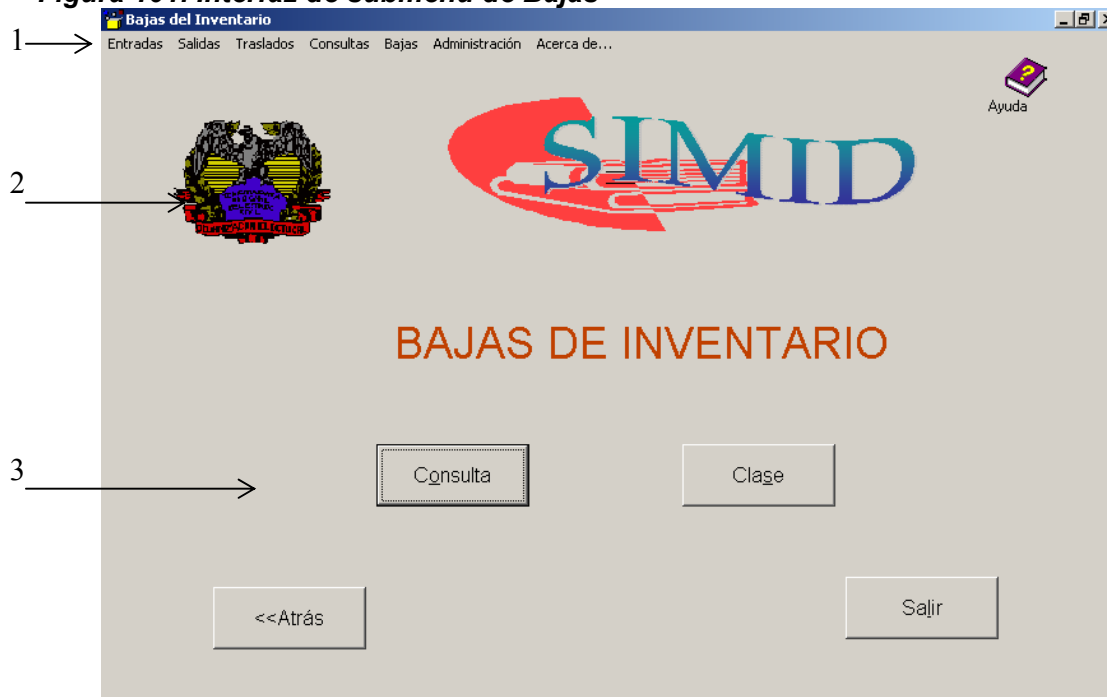 Bajas del Inventario
1
Entradas Salidas Traslados Consultas Bajas Administración Acerca de...
Ayuda
SIMID
2
BAJAS DE INVENTARIO
3
Consulta Clase
<<Atrás Salir